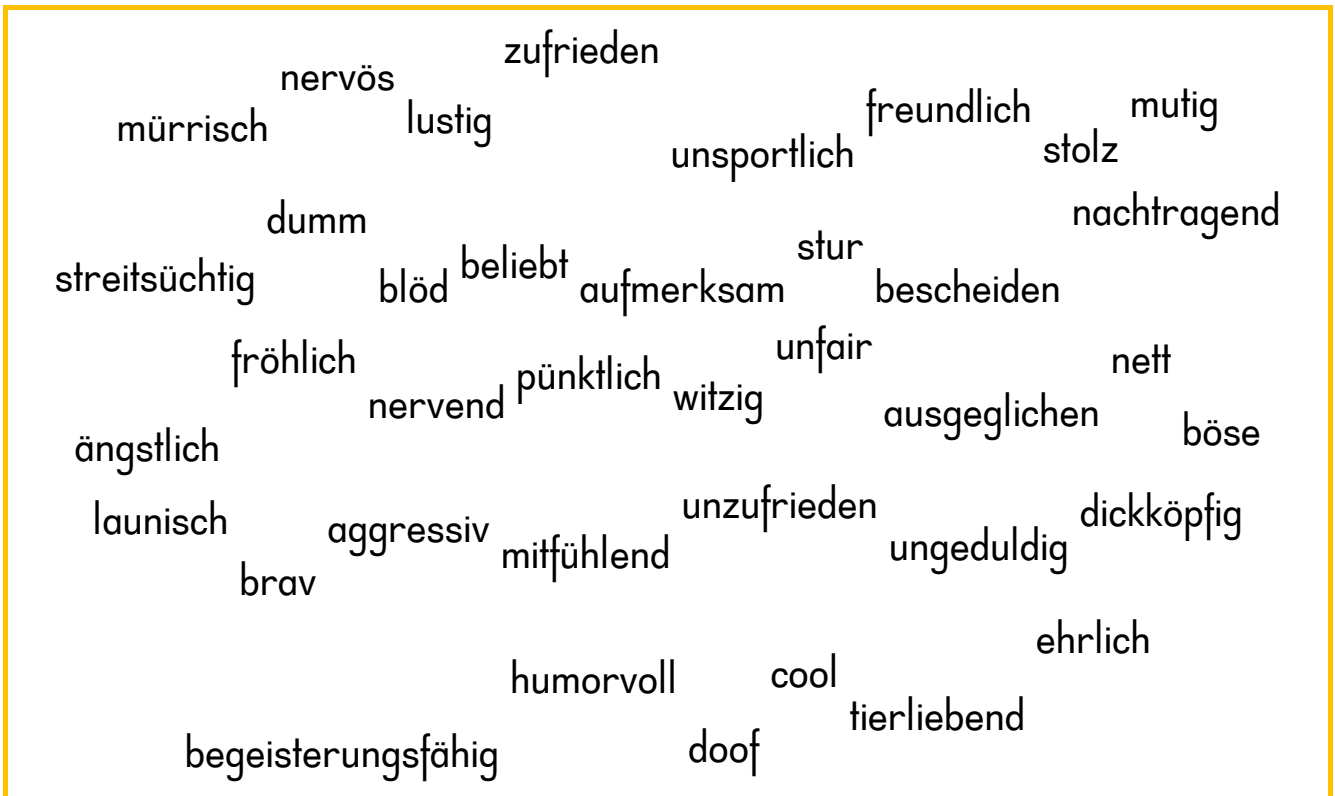 zufrieden
nervös
lustig
mürrisch
freundlich
mutig
unsportlich
stolz
dumm
nachtragend
stur
streitsüchtig
blöd
beliebt
aufmerksam
bescheiden
fröhlich
unfair
nett
nervend
pünktlich
witzig
ausgeglichen
böse
ängstlich
launisch
aggressiv
unzufrieden
dickköpfig
mitfühlend
ungeduldig
brav
ehrlich
humorvoll
cool
tierliebend
begeisterungsfähig
doof